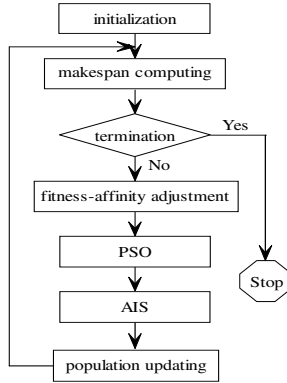 initialization
makespan computing
termination
Yes
No
fitness-affinity adjustment
PSO
Stop
AIS
population updating